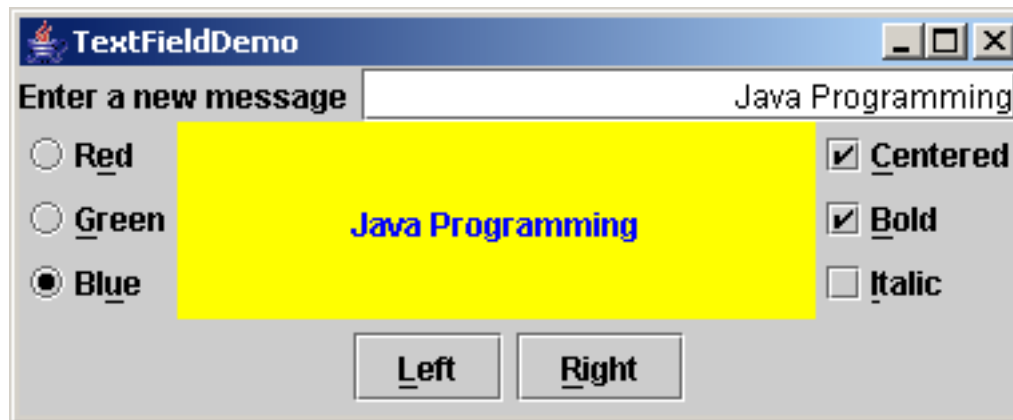 TextFieldDemo
Enter a new message Java Programming
Red
Green
Blue
Java Programming
Centered
Bold
Italic
Left Right